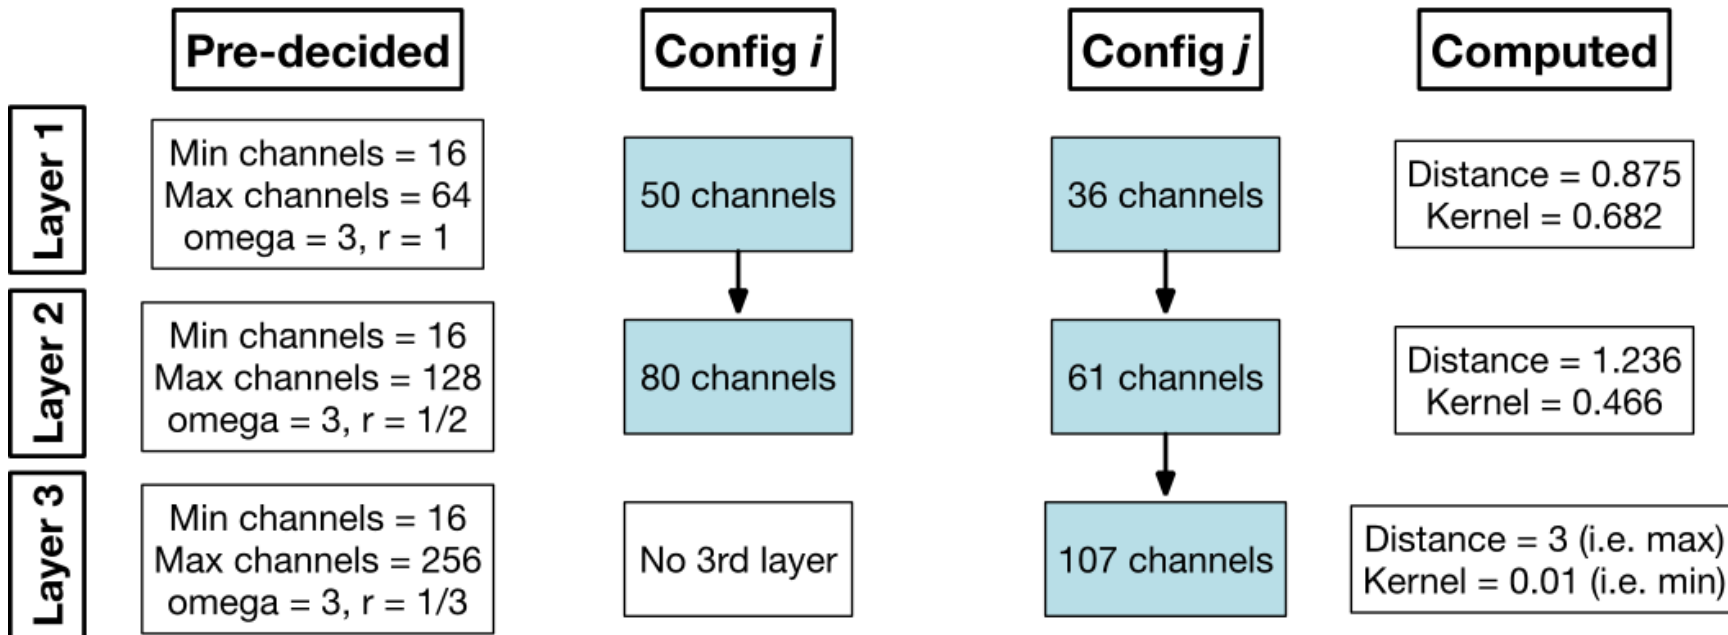 Pre-decided
Config i
Config j
Computed
Layer 1
Min channels = 16
Max channels = 64
omega = 3, r = 1
50 channels
36 channels
Distance = 0.875
Kernel = 0.682
Layer 2
Min channels = 16
Max channels = 128
omega = 3, r = 1/2
80 channels
61 channels
Distance = 1.236
Kernel = 0.466
Layer 3
Min channels = 16
Max channels = 256
omega = 3, r = 1/3
No 3rd layer
107 channels
Distance = 3 (i.e. max)
Kernel = 0.01 (i.e. min)